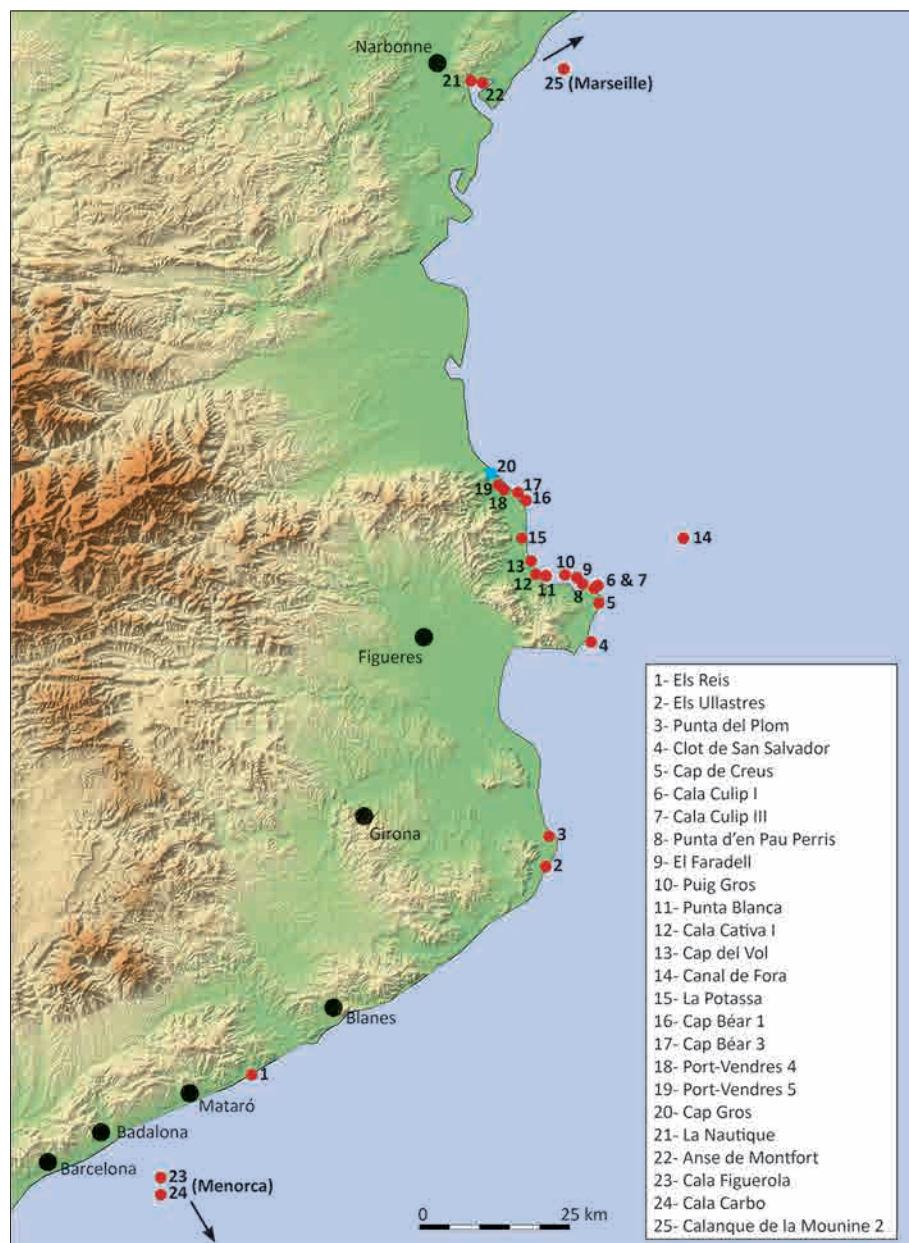 Narbonne
21
22
25 (Marseille)
20
19
17
18
16
15
14
13
10
9
12
11
8
6 & 7
5
4
Figueres
Girona
3
2
Blanes
1
Mataró
Badalona
Barcelona
23
24 (Menorca)
0 25 km
1- Els Reis
2- Els Ullastres
3- Punta del Plom
4- Clot de San Salvador
5- Cap de Creus
6- Cala Culip I
7- Cala Culip III
8- Punta d'en Pau Perris
9- El Faradell
10- Puig Gros
11- Punta Blanca
12- Cala Cativa I
13- Cap del Vol
14- Canal de Fora
15- La Potassa
16- Cap Béar 1
17- Cap Béar 3
18- Port-Vendres 4
19- Port-Vendres 5
20- Cap Gros
21- La Nautique
22- Anse de Montfort
23- Cala Figuerola
24- Cala Carbo
25- Calanque de la Mounine 2